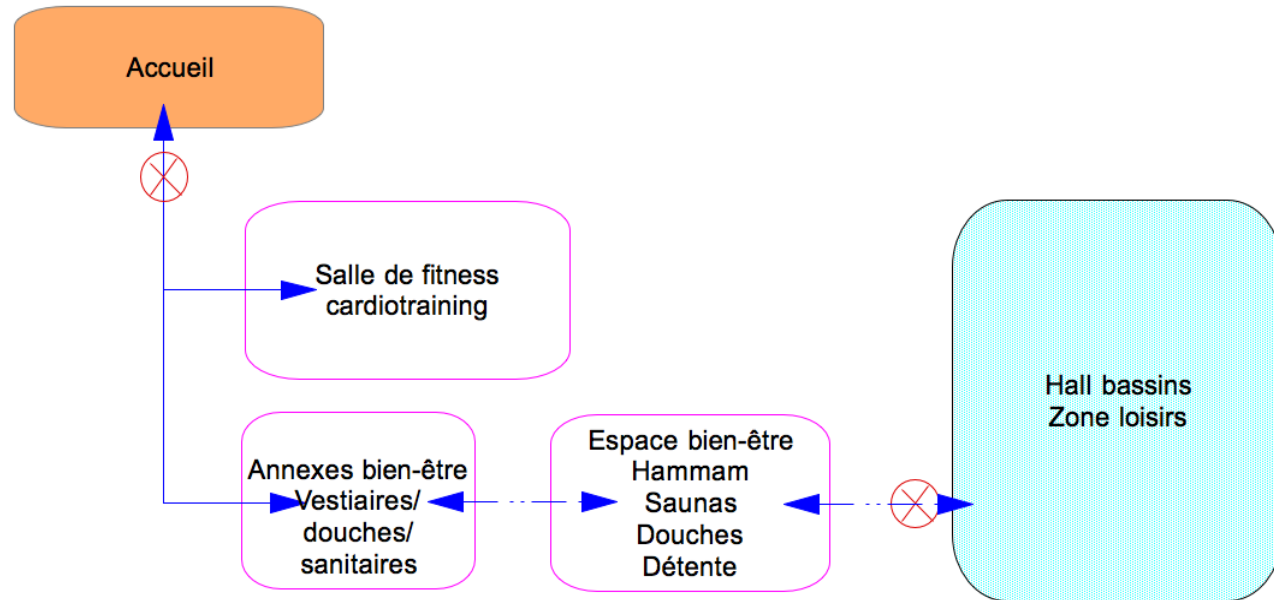 Accueil
Salle de fitness
cardiotraining
Annexes bien-être
Vestiaires/
douches/
sanitaires
Espace bien-être
Hammam
Saunas
Douches
Détente
Hall bassins
Zone loisirs